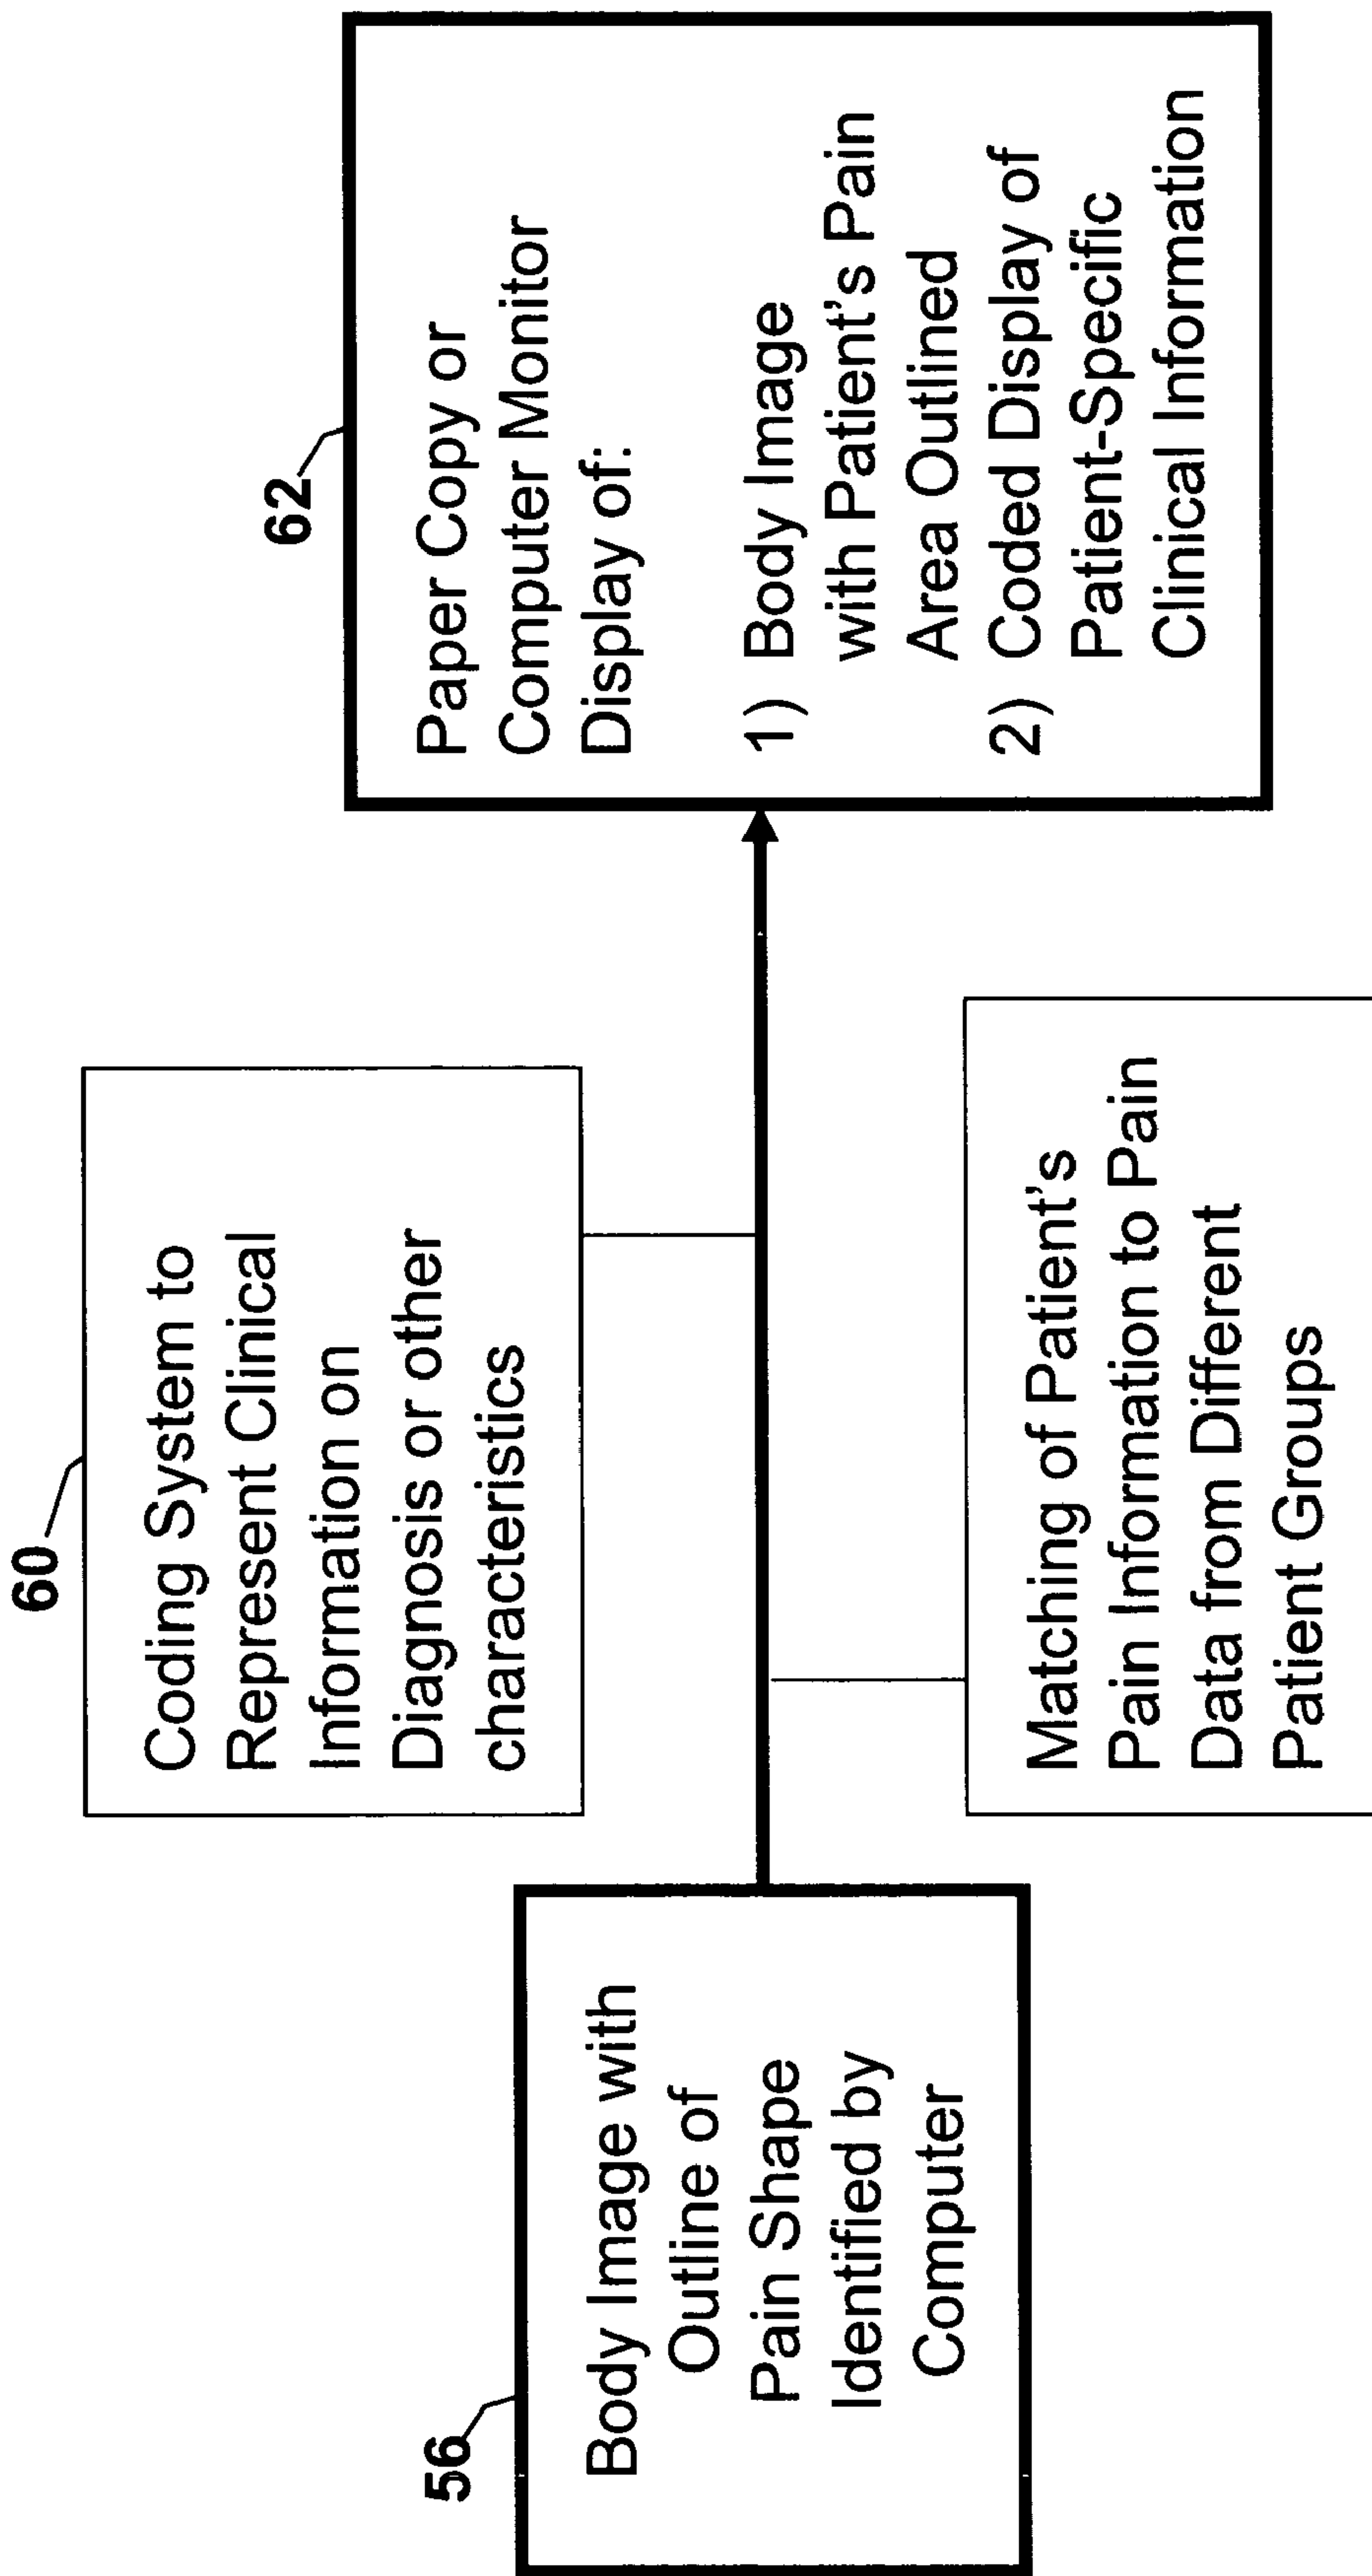 56
Body Image with
Outline of
Pain Shape
Identified by
Computer
60
Coding System to
Represent Clinical
Information on
Diagnosis or other
characteristics
Matching of Patient's
Pain Information to Pain
Data from Different
Patient Groups
62
Paper Copy or
Computer Monitor
Display of:
1) Body Image
with Patient's Pain
Area Outlined
2) Coded Display of
Patient-Specific
Clinical Information